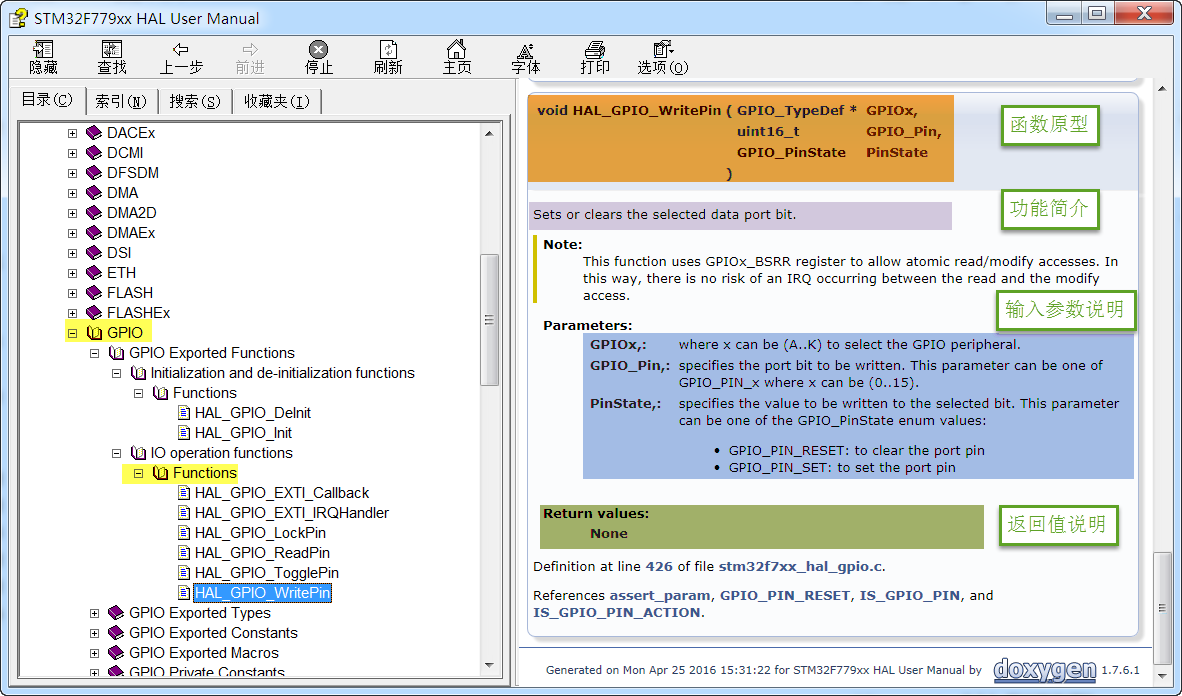 STM32F779xx HAL User Manual
隐藏 查找 上一步 前进 停止 刷新 主页 字体 打印 选项(O)
目录(C) 索引(N) 搜索(S) 收藏夹(I)
DACEx
DCMI
DFSDM
DMA
DMA2D
DMAEx
DSI
ETH
FLASH
FLASHEx
GPIO
GPIO Exported Functions
Initialization and de-initialization functions
Functions
HAL_GPIO_DeInit
HAL_GPIO_Init
IO operation functions
Functions
HAL_GPIO_EXTI_Callback
HAL_GPIO_EXTI_IRQHandler
HAL_GPIO_LockPin
HAL_GPIO_ReadPin
HAL_GPIO_TogglePin
HAL_GPIO_WritePin
GPIO Exported Types
GPIO Exported Constants
GPIO Exported Macros
GPIO Private Constants
void HAL_GPIO_WritePin ( GPIO_TypeDef * GPIOx,
uint16_t GPIO_Pin,
GPIO_PinState PinState
)
函数原型
Sets or clears the selected data port bit.
功能简介
Note:
This function uses GPIOx_BSRR register to allow atomic read/modify accesses. In
this way, there is no risk of an IRQ occurring between the read and the modify
access.
输入参数说明
Parameters:
GPIOx,: where x can be (A..K) to select the GPIO peripheral.
GPIO_Pin,: specifies the port bit to be written. This parameter can be one of
GPIO_PIN_x where x can be (0..15).
PinState,: specifies the value to be written to the selected bit. This parameter
can be one of the GPIO_PinState enum values:
• GPIO_PIN_RESET: to clear the port pin
• GPIO_PIN_SET: to set the port pin
Return values:
None
返回值说明
Definition at line 426 of file stm32f7xx_hal_gpio.c.
References assert_param, GPIO_PIN_RESET, IS_GPIO_PIN, and
IS_GPIO_PIN_ACTION.
Generated on Mon Apr 25 2016 15:31:22 for STM32F779xx HAL User Manual by doxygen 1.7.6.1